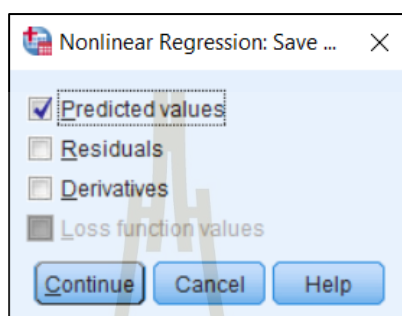 Nonlinear Regression: Save ...
Predicted values
Residuals
Derivatives
Loss function values
Continue Cancel Help